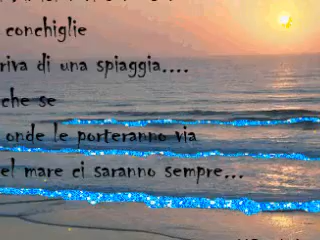 conchiglie
riva di una spiaggia....
che se
onde le porteranno via
el mare ci saranno sempre...